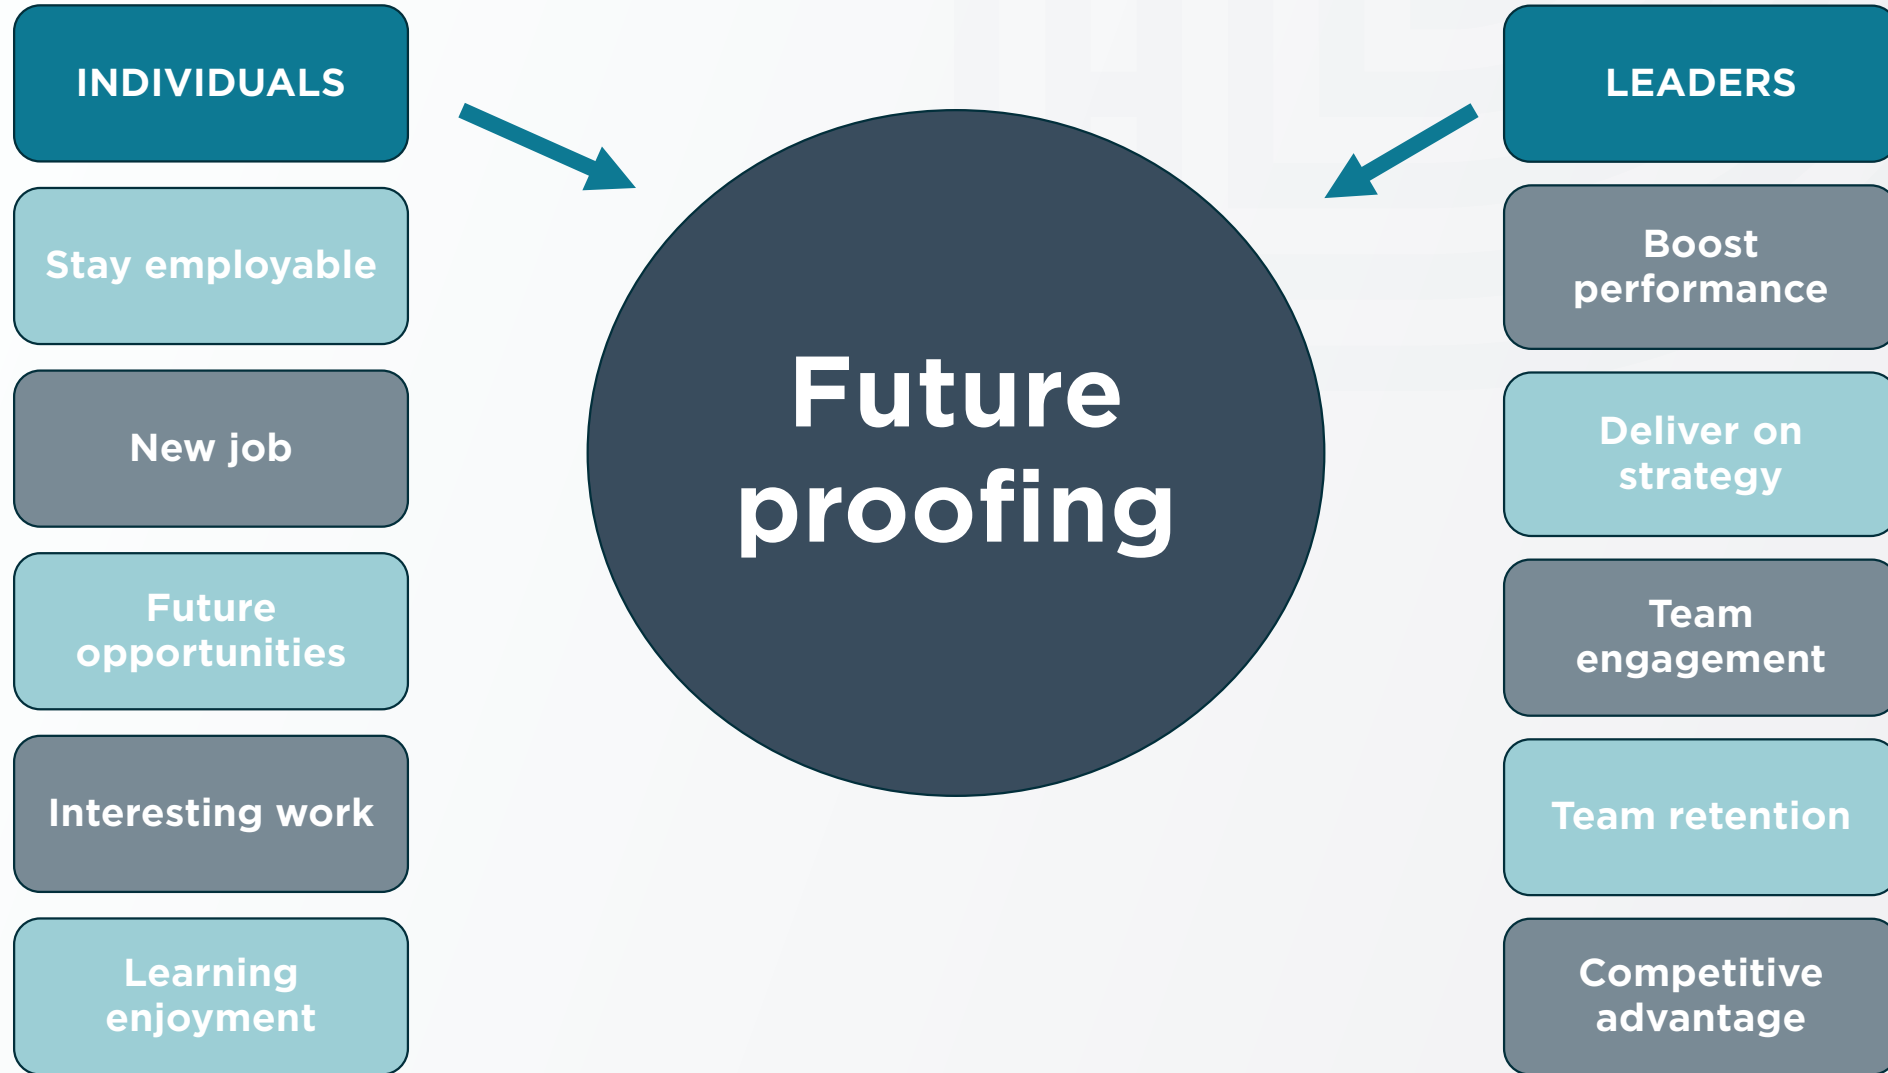 INDIVIDUALS
Stay employable
New job
Future
opportunities
Interesting work
Learning
enjoyment
Future
proofing
LEADERS
Boost
performance
Deliver on
strategy
Team
engagement
Team retention
Competitive
advantage